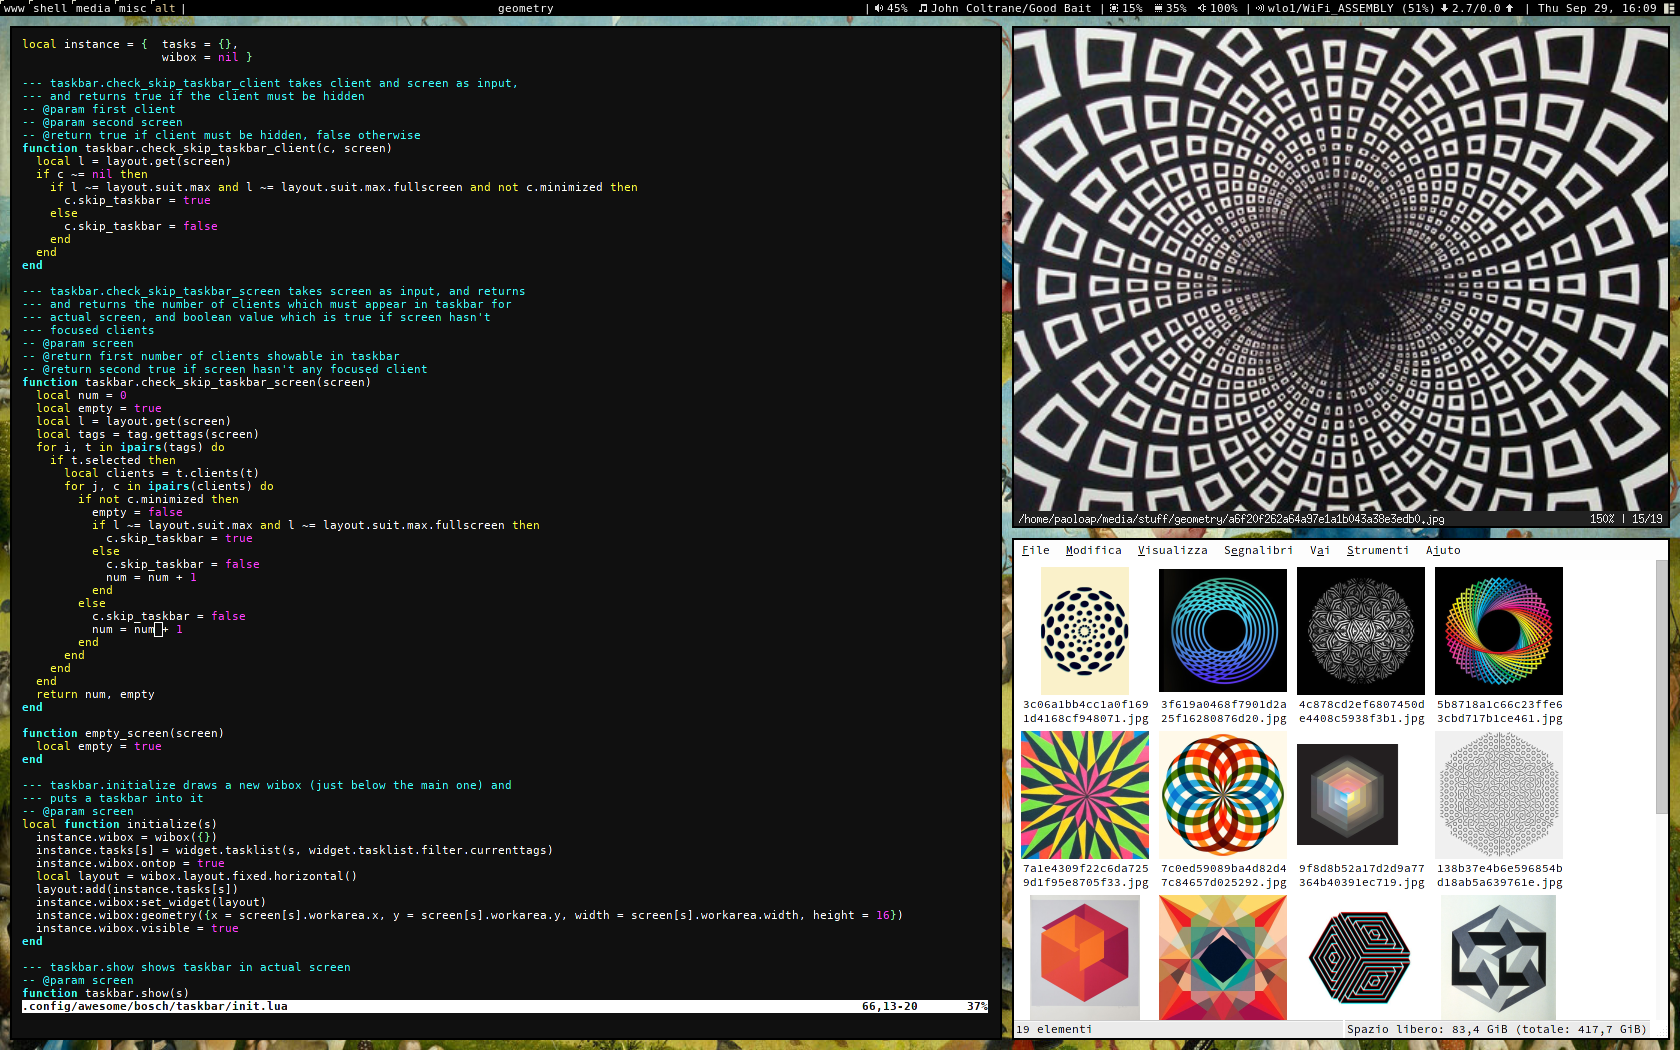 www shell media misc alt |
geometry
| 45% John Coltrane/Good Bait | 15% 35% 100% | wlo1/WiFi_ASSEMBLY (51%) 2.7/0.0 | Thu Sep 29, 16:09
local instance = {  tasks = {},
                    wibox = nil }
--- taskbar.check_skip_taskbar_client takes client and screen as input,
--- and returns true if the client must be hidden
-- @param first client
-- @param second screen
-- @return true if client must be hidden, false otherwise
function taskbar.check_skip_taskbar_client(c, screen)
  local l = layout.get(screen)
  if c ~= nil then
    if l ~= layout.suit.max and l ~= layout.suit.max.fullscreen and not c.minimized then
      c.skip_taskbar = true
    else
      c.skip_taskbar = false
    end
  end
end
--- taskbar.check_skip_taskbar_screen takes screen as input, and returns
--- and returns the number of clients which must appear in taskbar for
--- actual screen, and boolean value which is true if screen hasn't
--- focused clients
-- @param screen
-- @return first number of clients showable in taskbar
-- @return second true if screen hasn't any focused client
function taskbar.check_skip_taskbar_screen(screen)
  local num = 0
  local empty = true
  local l = layout.get(screen)
  local tags = tag.gettags(screen)
  for i, t in ipairs(tags) do
    if t.selected then
      local clients = t.clients(t)
      for j, c in ipairs(clients) do
        if not c.minimized then
          empty = false
          if l ~= layout.suit.max and l ~= layout.suit.max.fullscreen then
            c.skip_taskbar = true
          else
            c.skip_taskbar = false
            num = num + 1
          end
        else
          c.skip_taskbar = false
          num = num + 1
        end
      end
    end
  end
  return num, empty
end
function empty_screen(screen)
  local empty = true
end
--- taskbar.initialize draws a new wibox (just below the main one) and
--- puts a taskbar into it
-- @param screen
local function initialize(s)
  instance.wibox = wibox({})
  instance.tasks[s] = widget.tasklist(s, widget.tasklist.filter.currenttags)
  instance.wibox.ontop = true
  local layout = wibox.layout.fixed.horizontal()
  layout:add(instance.tasks[s])
  instance.wibox:set_widget(layout)
  instance.wibox:geometry({x = screen[s].workarea.x, y = screen[s].workarea.y, width = screen[s].workarea.width, height = 16})
  instance.wibox.visible = true
end
--- taskbar.show shows taskbar in actual screen
-- @param screen
function taskbar.show(s)
.config/awesome/bosch/taskbar/init.lua 66,13-20 37%
/home/paoloap/media/stuff/geometry/a6f20f262a64a97e1a1b043a38e3edb0.jpg 150% | 15/19
File Modifica Visualizza Segnalibri Vai Strumenti Aiuto
3c06a1bb4cc1a0f169 3f619a0468f7901d2a 4c878cd2ef6807450d 5b8718a1c66c23ffe6
1d4168cf948071.jpg 25f16280876d20.jpg e4408c5938f3b1.jpg 3cbd717b1ce461.jpg
7a1e4309f22c6da725 7c0ed59089ba4d82d4 9f8d8b52a17d2d9a77 138b37e4b6e596854b
9d1f95e8705f33.jpg 7c84657d025292.jpg 364b40391ec719.jpg d18ab5a639761e.jpg
19 elementi
Spazio libero: 83,4 GiB (totale: 417,7 GiB)